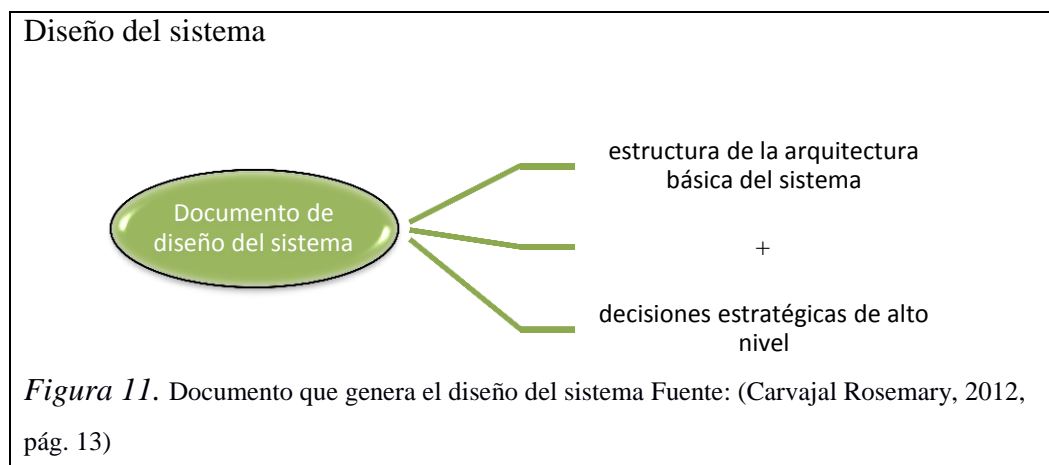 Diseño del sistema
Documento de
diseño del sistema
estructura de la arquitectura
básica del sistema
+
decisiones estratégicas de alto
nivel
Figura 11. Documento que genera el diseño del sistema Fuente: (Carvajal Rosemary, 2012,
pág. 13)